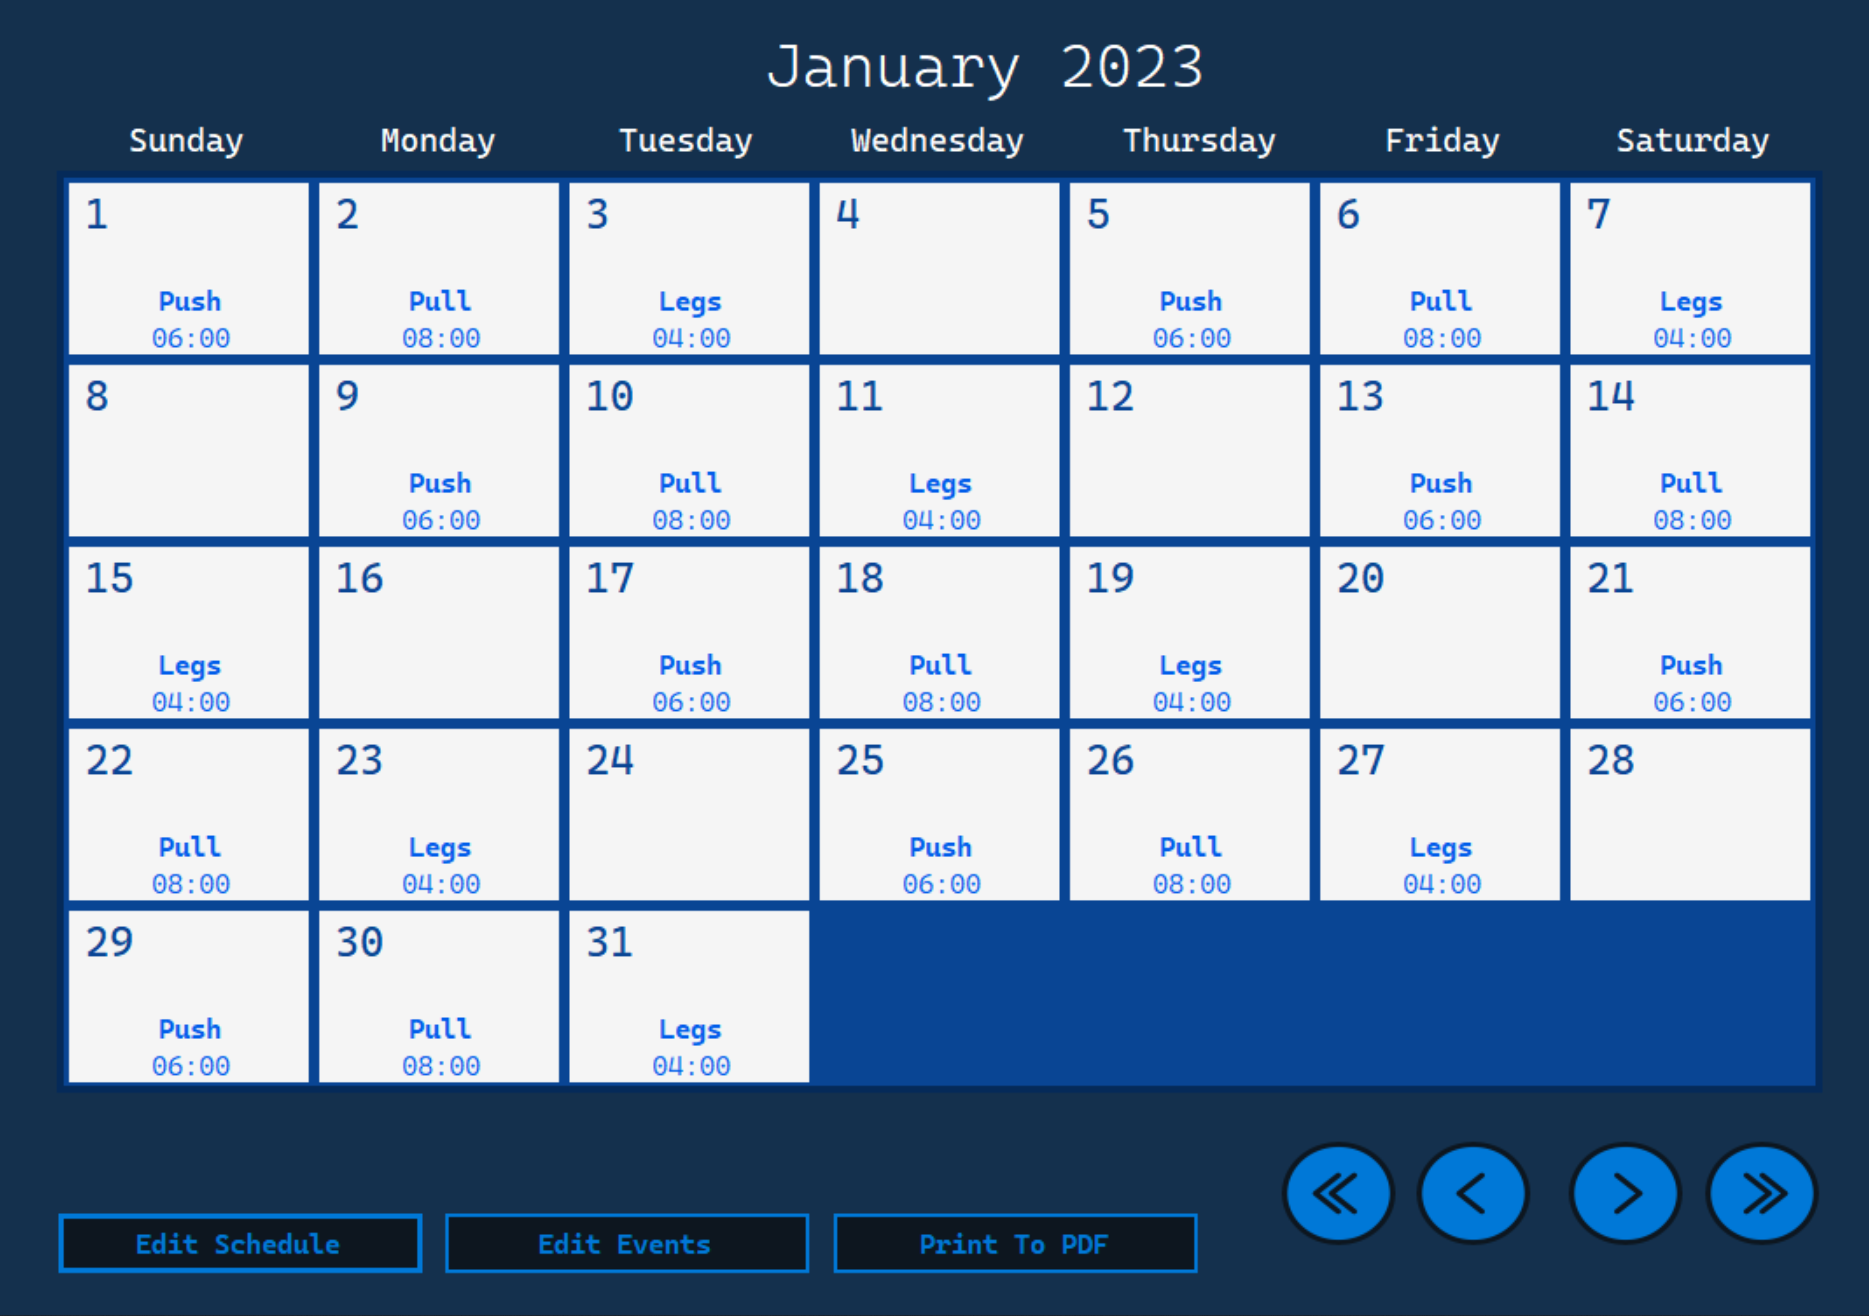 January 2023
Sunday Monday Tuesday Wednesday Thursday Friday Saturday
1 2 3 4 5 6 7
Push Pull Legs Push Pull Legs
06:00 08:00 04:00 06:00 08:00 04:00
8 9 10 11 12 13 14
Push Pull Legs Push Pull
06:00 08:00 04:00 06:00 08:00
15 16 17 18 19 20 21
Legs Push Pull Legs Push
04:00 06:00 08:00 04:00 06:00
22 23 24 25 26 27 28
Pull Legs Push Pull Legs
08:00 04:00 06:00 08:00 04:00
29 30 31
Push Pull Legs
06:00 08:00 04:00
Edit Schedule Edit Events Print To PDF